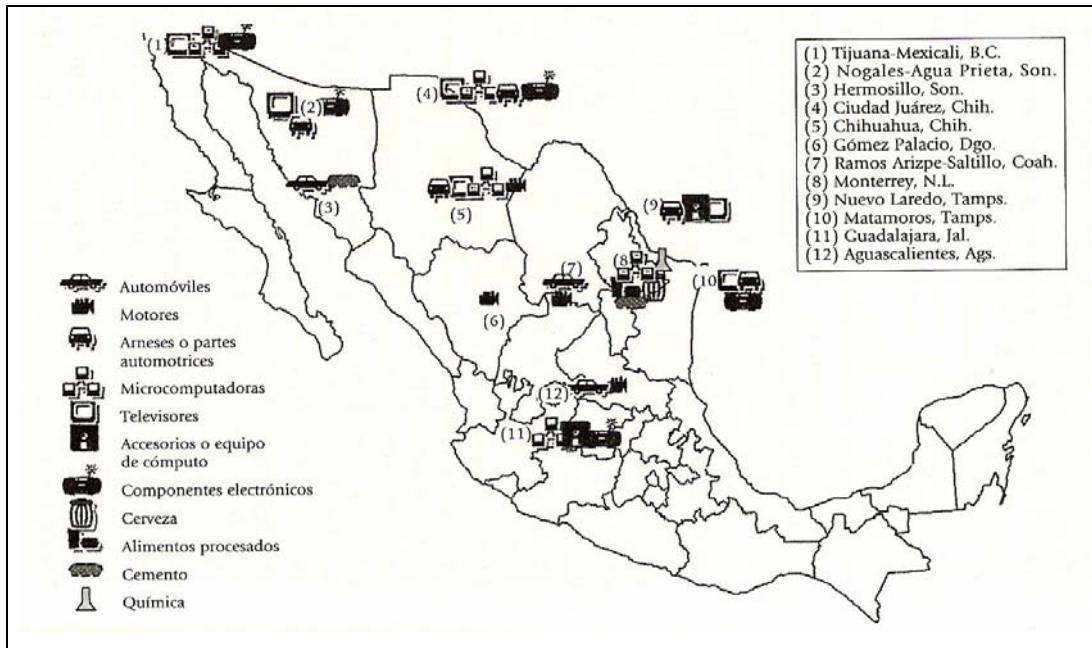 (1) Tijuana-Mexicali, B.C.
(2) Nogales-Agua Prieta, Son.
(3) Hermosillo, Son.
(4) Ciudad Juárez, Chih.
(5) Chihuahua, Chih.
(6) Gómez Palacio, Dgo.
(7) Ramos Arizpe-Saltillo, Coah.
(8) Monterrey, N.L.
(9) Nuevo Laredo, Tamps.
(10) Matamoros, Tamps.
(11) Guadalajara, Jal.
(12) Aguascalientes, Ags.
(1)
(2)
(4)
(3)
(5)
(9)
(8)
(7)
(10)
(6)
(12)
(11)
Automóviles
Motores
Arneses o partes
automotrices
Microcomputadoras
Televisores
Accesorios o equipo
de cómputo
Componentes electrónicos
Cerveza
Alimentos procesados
Cemento
Química